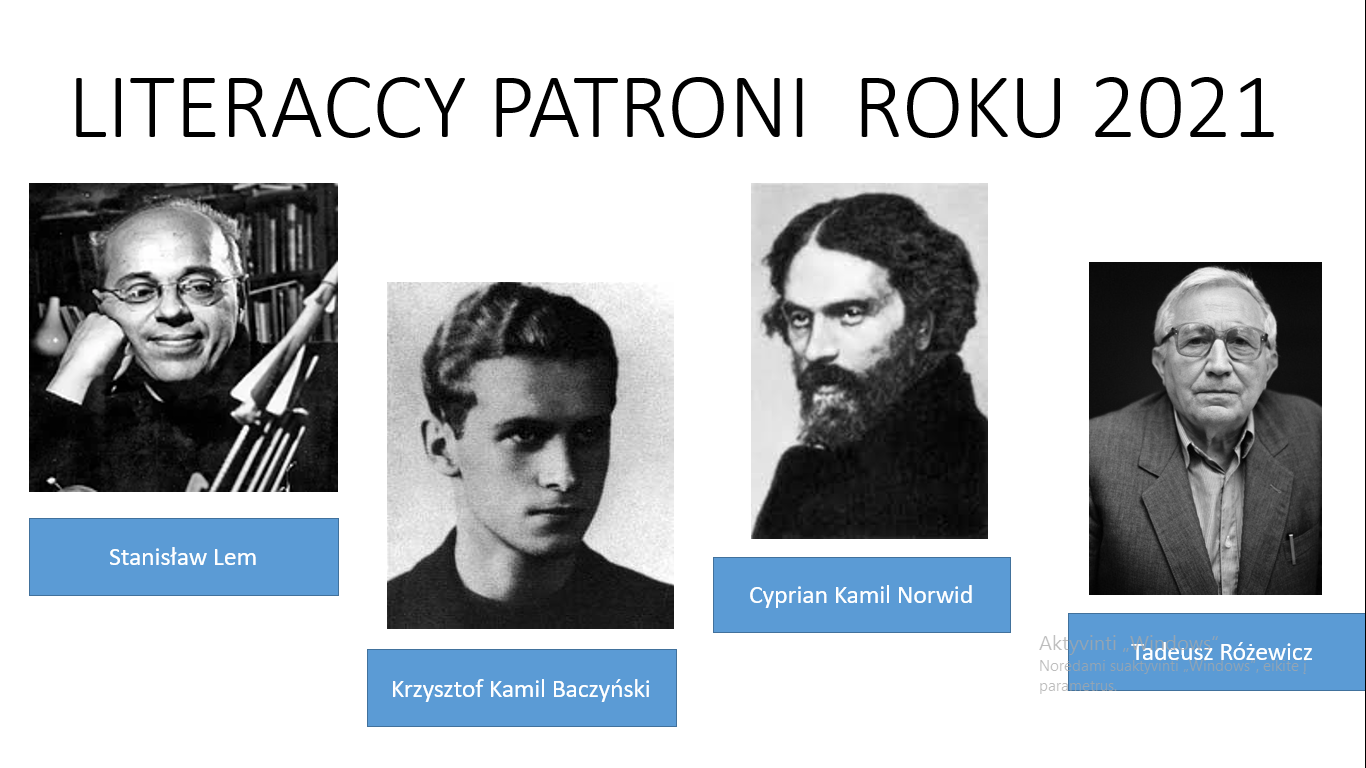 LITERACCY PATRONI ROKU 2021
Stanisław Lem
Krzysztof Kamil Baczyński
Cyprian Kamil Norwid
Tadeusz Różewicz
Aktyvinti „Windows“
Norėdami suaktyvinti „Windows“, eikite į
parametrus.